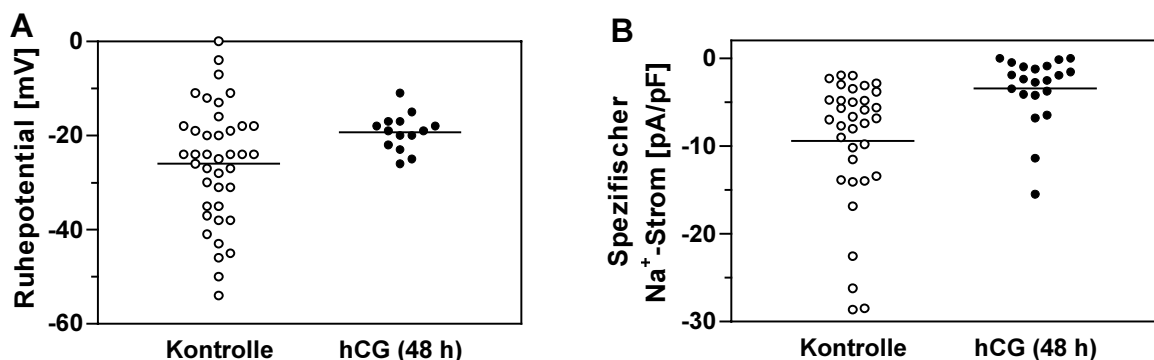 A
Ruhepotential [mV]
0
-20
-40
-60
Kontrolle
hCG (48 h)
B
Spezifischer
Na⁺-Strom [pA/pF]
0
-10
-20
-30
Kontrolle
hCG (48 h)